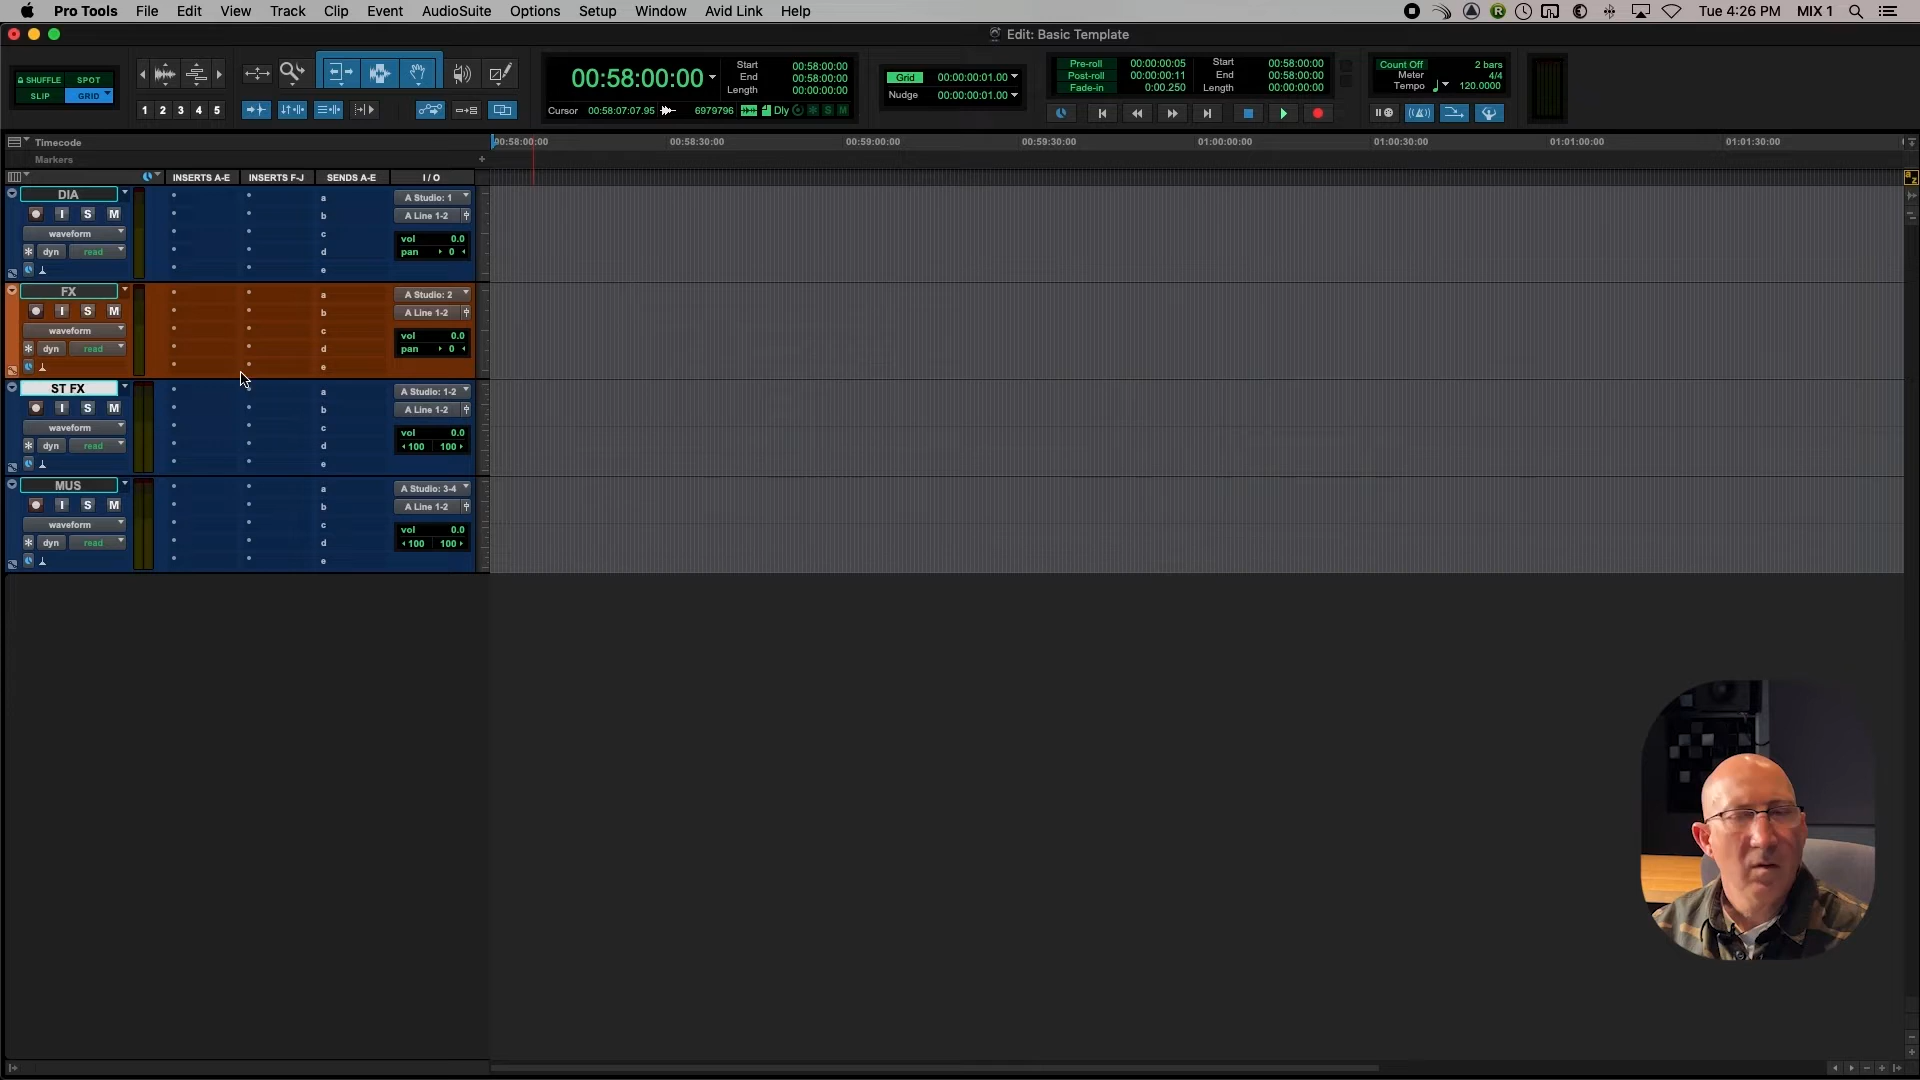 Pro Tools File Edit View Track Clip Event AudioSuite Options Setup Window Avid Link Help
Tue 4:26 PM MIX 1
Edit: Basic Template
SHUFFLE SPOT
SLIP GRID
1 2 3 4 5
00:58:00:00
Start 00:58:00:00
End 00:58:00:00
Length 00:00:00:00
Cursor 00:58:07:07.95 6979796 Dly S M
Grid 00:00:00:01.00
Nudge 00:00:00:01.00
Pre-roll 00:00:00:05
Post-roll 00:00:00:11
Fade-in 0:00.250
Start 00:58:00:00
End 00:58:00:00
Length 00:00:00:00
Count Off 2 bars
Meter 4/4
Tempo 120.0000
Timecode 00:58:00:00 00:58:30:00 00:59:00:00 00:59:30:00 01:00:00:00 01:00:30:00 01:01:00:00 01:01:30:00
Markers
INSERTS A-E INSERTS F-J SENDS A-E I / O
DIA a A Studio: 1
I S M b A Line 1-2
waveform c vol 0.0
dyn read d pan 0
e
FX a A Studio: 2
I S M b A Line 1-2
waveform c vol 0.0
dyn read d pan 0
e
ST FX a A Studio: 1-2
I S M b A Line 1-2
waveform c vol 0.0
dyn read d 100 100
e
MUS a A Studio: 3-4
I S M b A Line 1-2
waveform c vol 0.0
dyn read d 100 100
e